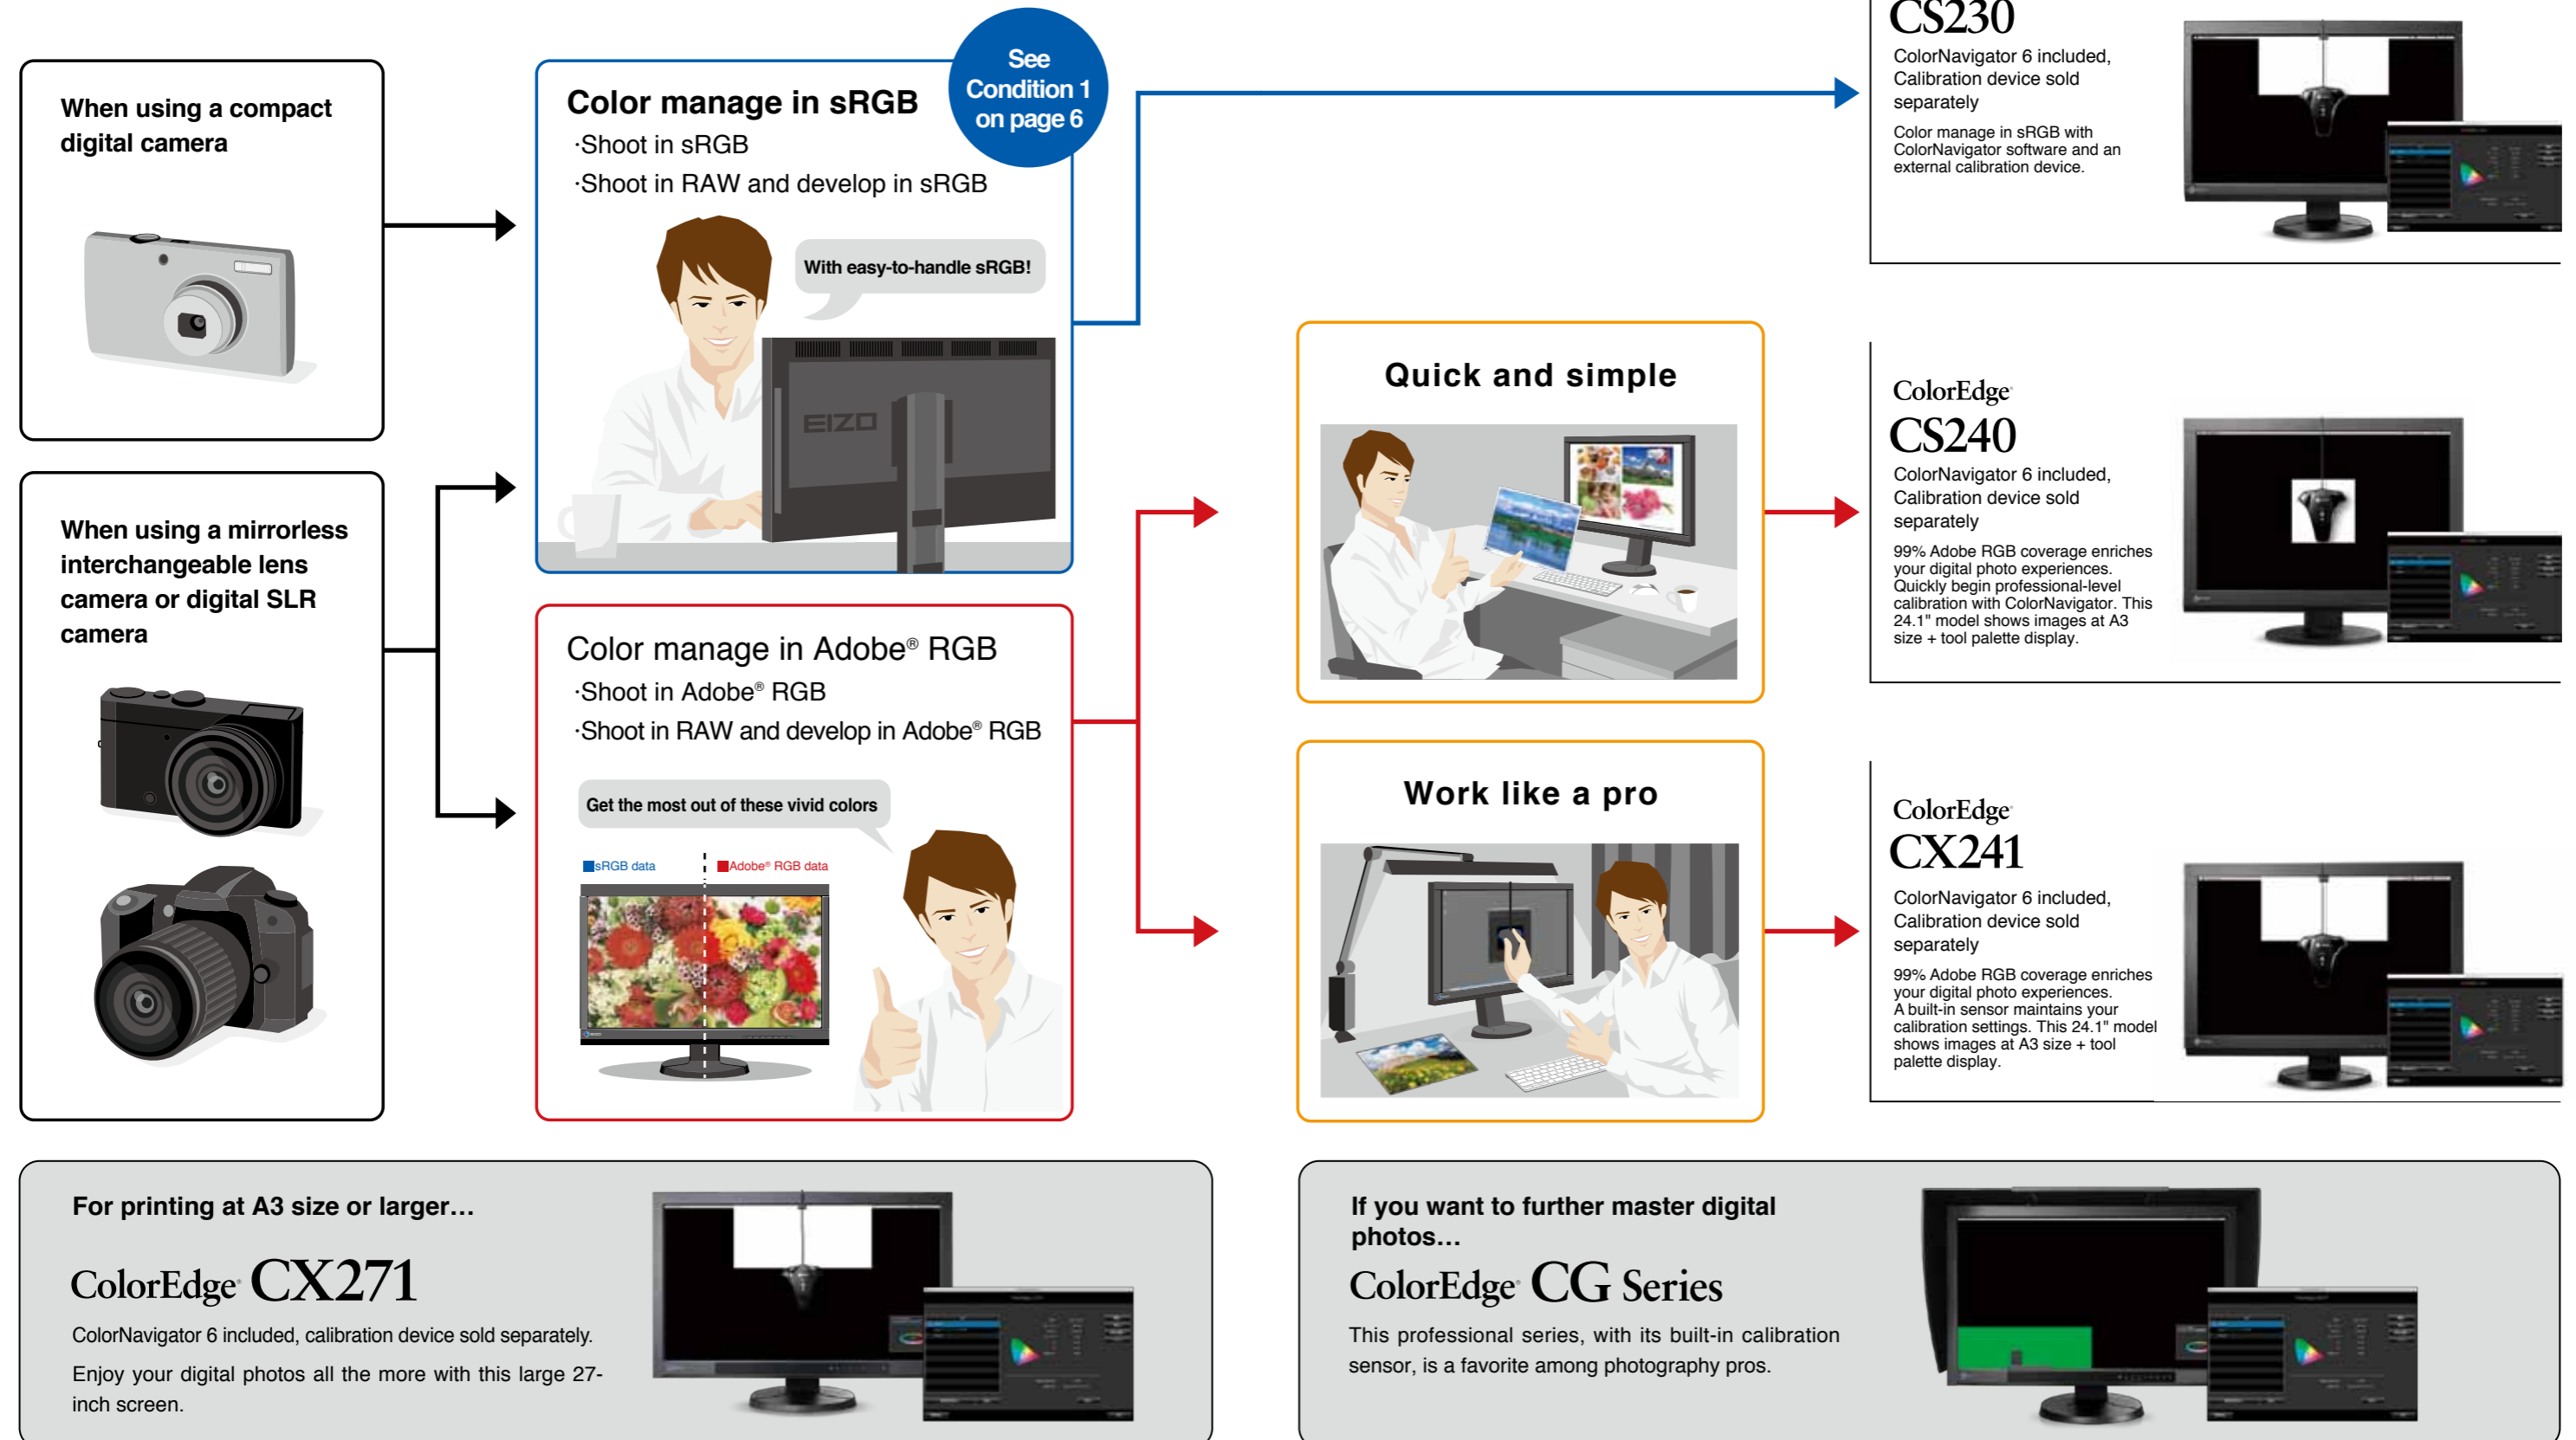 When using a compact
digital camera
When using a mirrorless
interchangeable lens
camera or digital SLR
camera
Color manage in sRGB
·Shoot in sRGB
·Shoot in RAW and develop in sRGB
See
Condition 1
on page 6
With easy-to-handle sRGB!
EIZO
Color manage in Adobe® RGB
·Shoot in Adobe® RGB
·Shoot in RAW and develop in Adobe® RGB
Get the most out of these vivid colors
sRGB data
Adobe® RGB data
Quick and simple
Work like a pro
CS230
ColorNavigator 6 included,
Calibration device sold
separately
Color manage in sRGB with
ColorNavigator software and an
external calibration device.
ColorEdge®
CS240
ColorNavigator 6 included,
Calibration device sold
separately
99% Adobe RGB coverage enriches
your digital photo experiences.
Quickly begin professional-level
calibration with ColorNavigator. This
24.1" model shows images at A3
size + tool palette display.
ColorEdge®
CX241
ColorNavigator 6 included,
Calibration device sold
separately
99% Adobe RGB coverage enriches
your digital photo experiences.
A built-in sensor maintains your
calibration settings. This 24.1" model
shows images at A3 size + tool
palette display.
For printing at A3 size or larger…
ColorEdge® CX271
ColorNavigator 6 included, calibration device sold separately.
Enjoy your digital photos all the more with this large 27-
inch screen.
If you want to further master digital
photos…
ColorEdge® CG Series
This professional series, with its built-in calibration
sensor, is a favorite among photography pros.